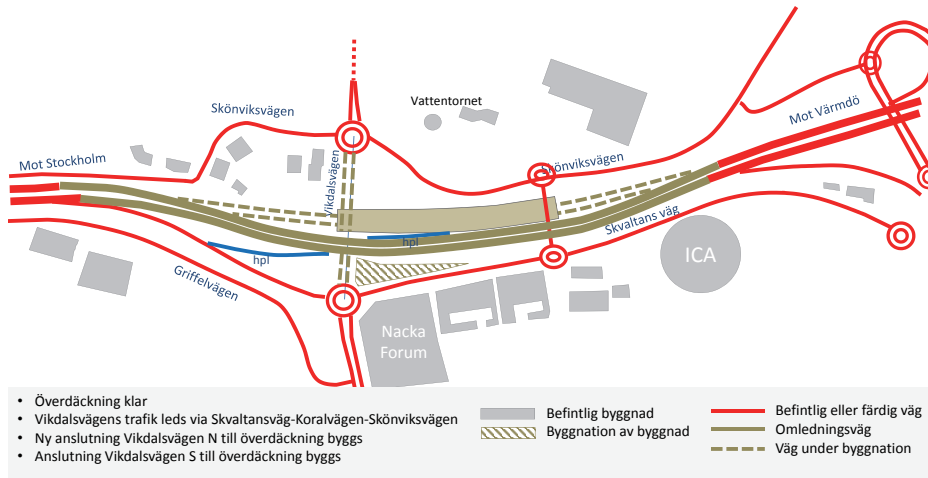 Skönviksvägen
Vattentornet
Mot Värmdö
Mot Stockholm
Vikdalsvägen
Skönviksvägen
Skvaltans väg
hpl
hpl
ICA
Griffelvägen
Nacka
Forum
• Överdäckning klar
• Vikdalsvägens trafik leds via Skvaltansväg-Koralvägen-Skönviksvägen
• Ny anslutning Vikdalsvägen N till överdäckning byggs
• Anslutning Vikdalsvägen S till överdäckning byggs
Befintlig byggnad
Byggnation av byggnad
Befintlig eller färdig väg
Omledningsväg
Väg under byggnation